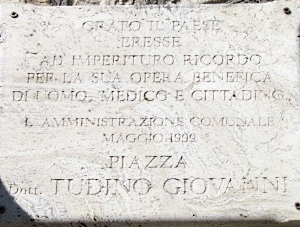 GRATO IL PAESE
ERESSE
AD IMPERITURO RICORDO
PER LA SUA OPERA BENEFICA
DI UOMO, MEDICO E CITTADINO
L'AMMINISTRAZIONE COMUNALE
MAGGIO 1999
PIAZZA
Dott. TUDINO GIOVANNI